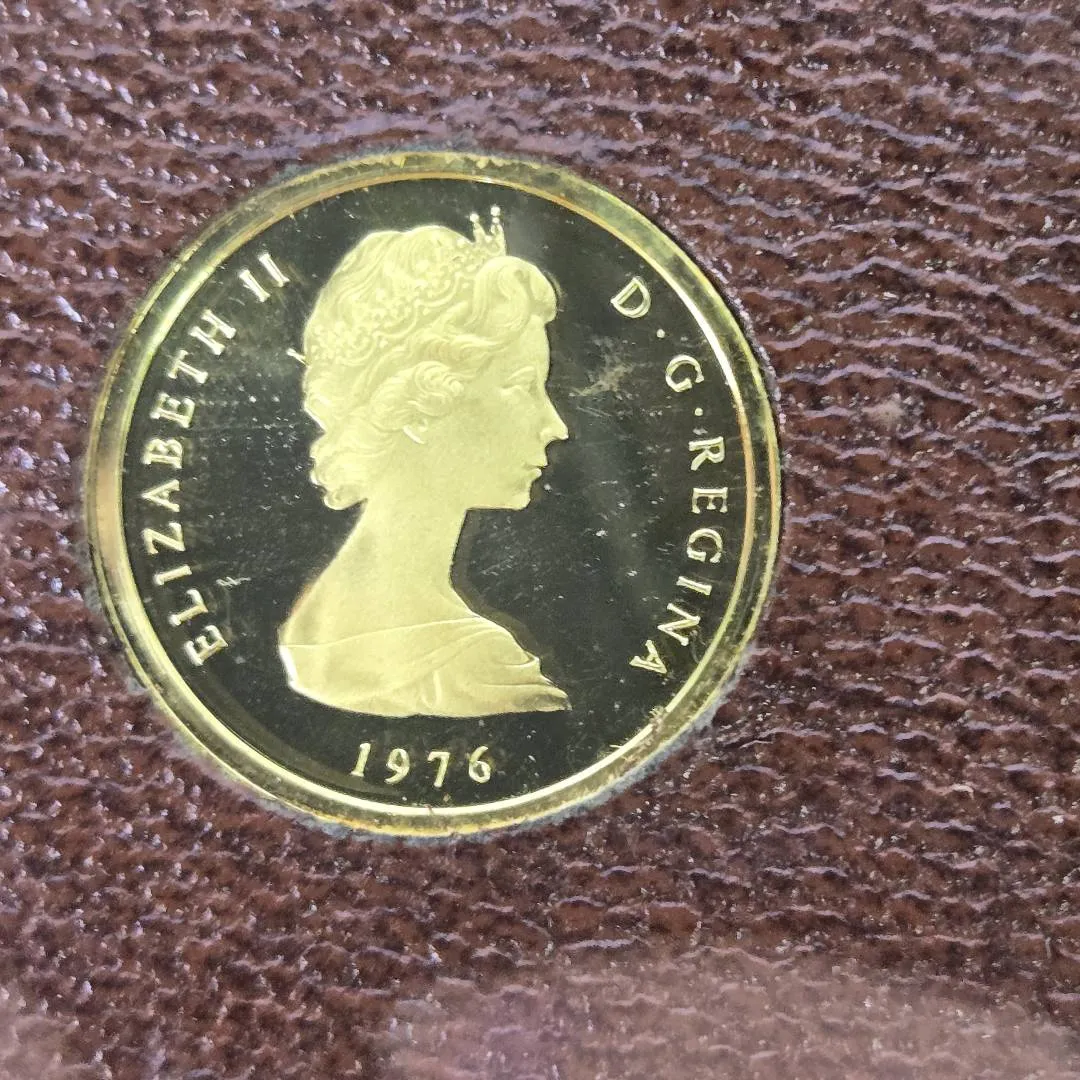 ELIZABETH II
D·G·REGINA
1976